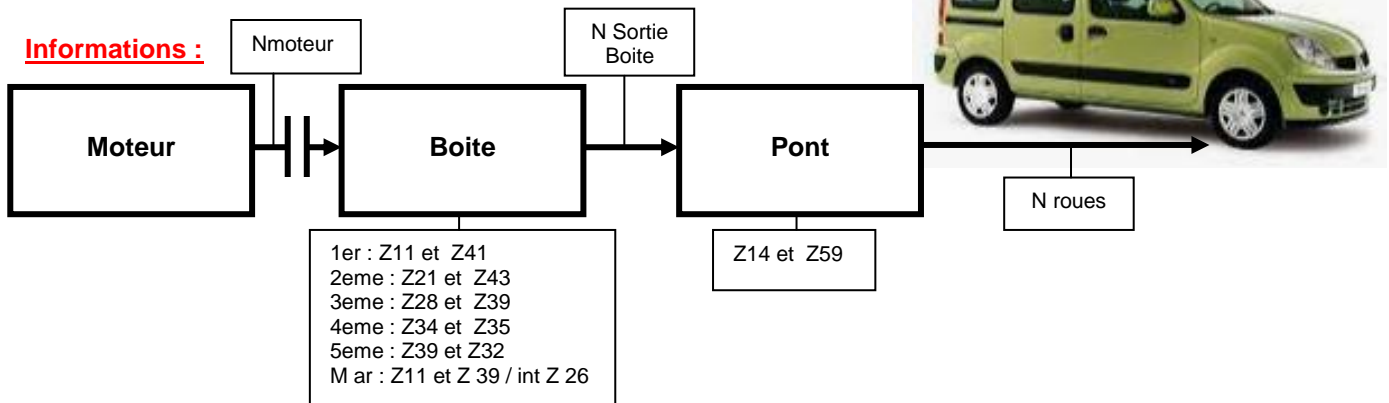 Informations :
Nmoteur
N Sortie
Boite
Moteur
Boite
Pont
N roues
1er : Z11 et Z41
2eme : Z21 et Z43
3eme : Z28 et Z39
4eme : Z34 et Z35
5eme : Z39 et Z32
M ar : Z11 et Z 39 / int Z 26
Z14 et Z59